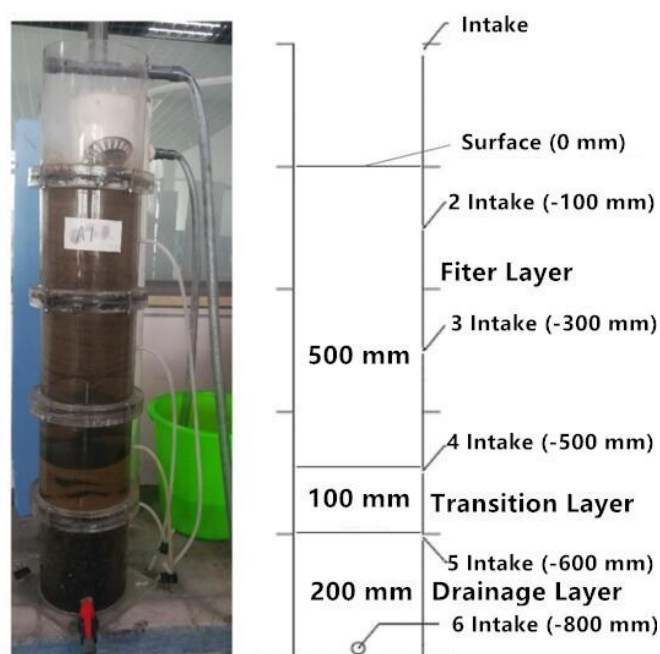 Intake
Surface (0 mm)
2 Intake (-100 mm)
Fiter Layer
3 Intake (-300 mm)
500 mm
4 Intake (-500 mm)
100 mm Transition Layer
5 Intake (-600 mm)
200 mm Drainage Layer
6 Intake (-800 mm)